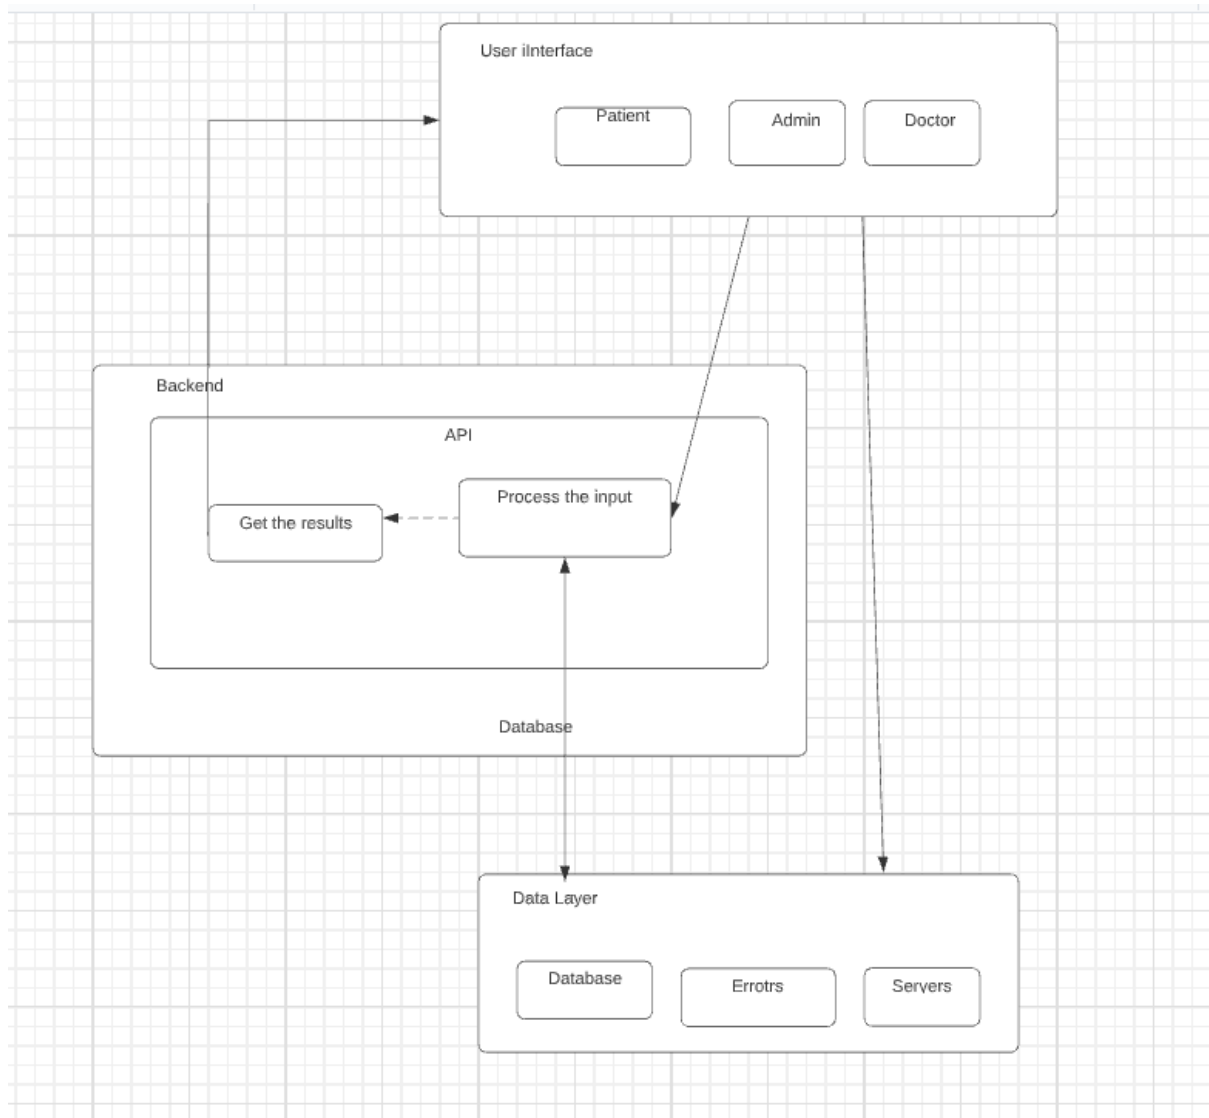 User iInterface
Patient
Admin
Doctor
Backend
API
Process the input
Get the results
Database
Data Layer
Database
Errotrs
Servers